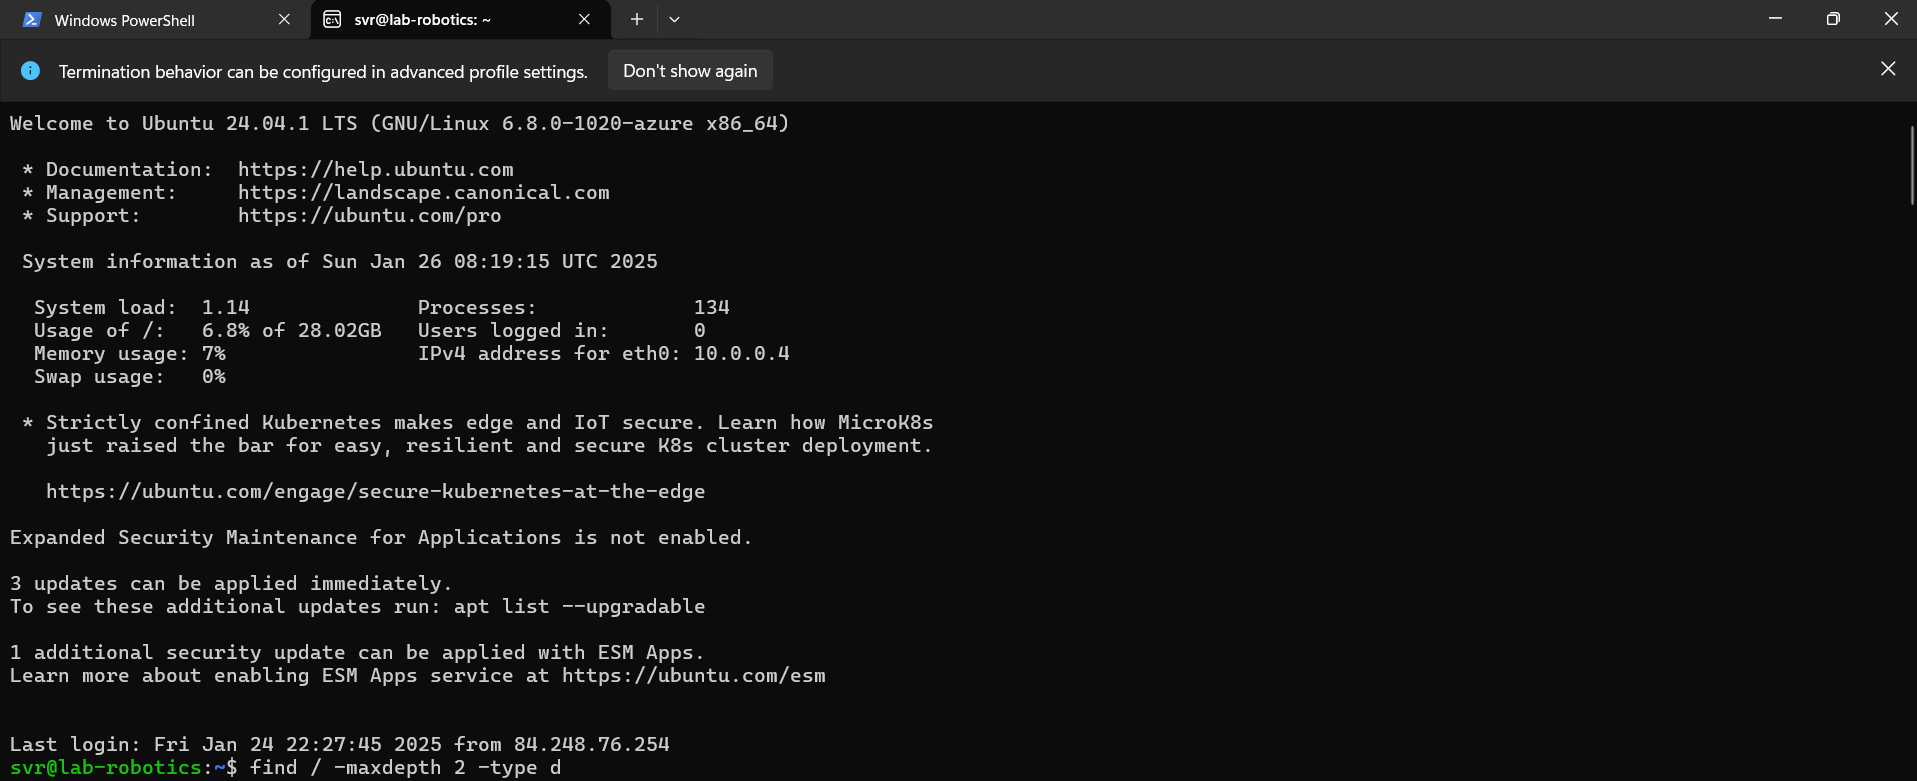 Windows PowerShell
svr@lab-robotics: ~
Termination behavior can be configured in advanced profile settings. Don't show again
Welcome to Ubuntu 24.04.1 LTS (GNU/Linux 6.8.0-1020-azure x86_64)
* Documentation: https://help.ubuntu.com
* Management: https://landscape.canonical.com
* Support: https://ubuntu.com/pro
System information as of Sun Jan 26 08:19:15 UTC 2025
System load: 1.14 Processes: 134
Usage of /: 6.8% of 28.02GB Users logged in: 0
Memory usage: 7% IPv4 address for eth0: 10.0.0.4
Swap usage: 0%
* Strictly confined Kubernetes makes edge and IoT secure. Learn how MicroK8s
just raised the bar for easy, resilient and secure K8s cluster deployment.
https://ubuntu.com/engage/secure-kubernetes-at-the-edge
Expanded Security Maintenance for Applications is not enabled.
3 updates can be applied immediately.
To see these additional updates run: apt list --upgradable
1 additional security update can be applied with ESM Apps.
Learn more about enabling ESM Apps service at https://ubuntu.com/esm
Last login: Fri Jan 24 22:27:45 2025 from 84.248.76.254
svr@lab-robotics:~$ find / -maxdepth 2 -type d